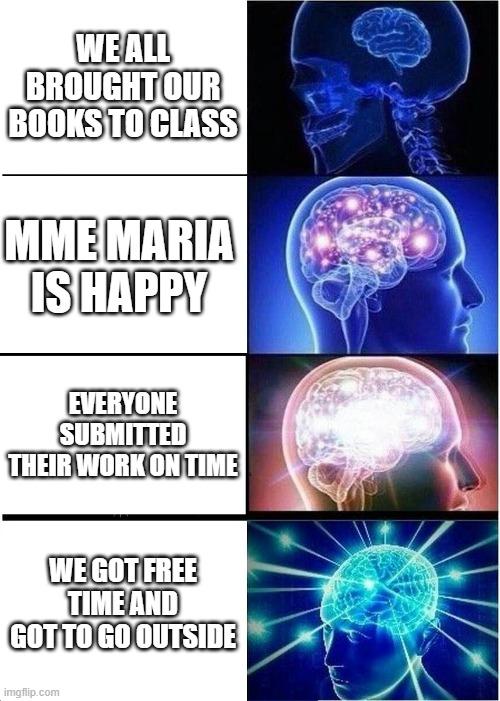 WE ALL
BROUGHT OUR
BOOKS TO CLASS
MME MARIA
IS HAPPY
EVERYONE
SUBMITTED
THEIR WORK ON TIME
WE GOT FREE
TIME AND
GOT TO GO OUTSIDE
imgflip.com